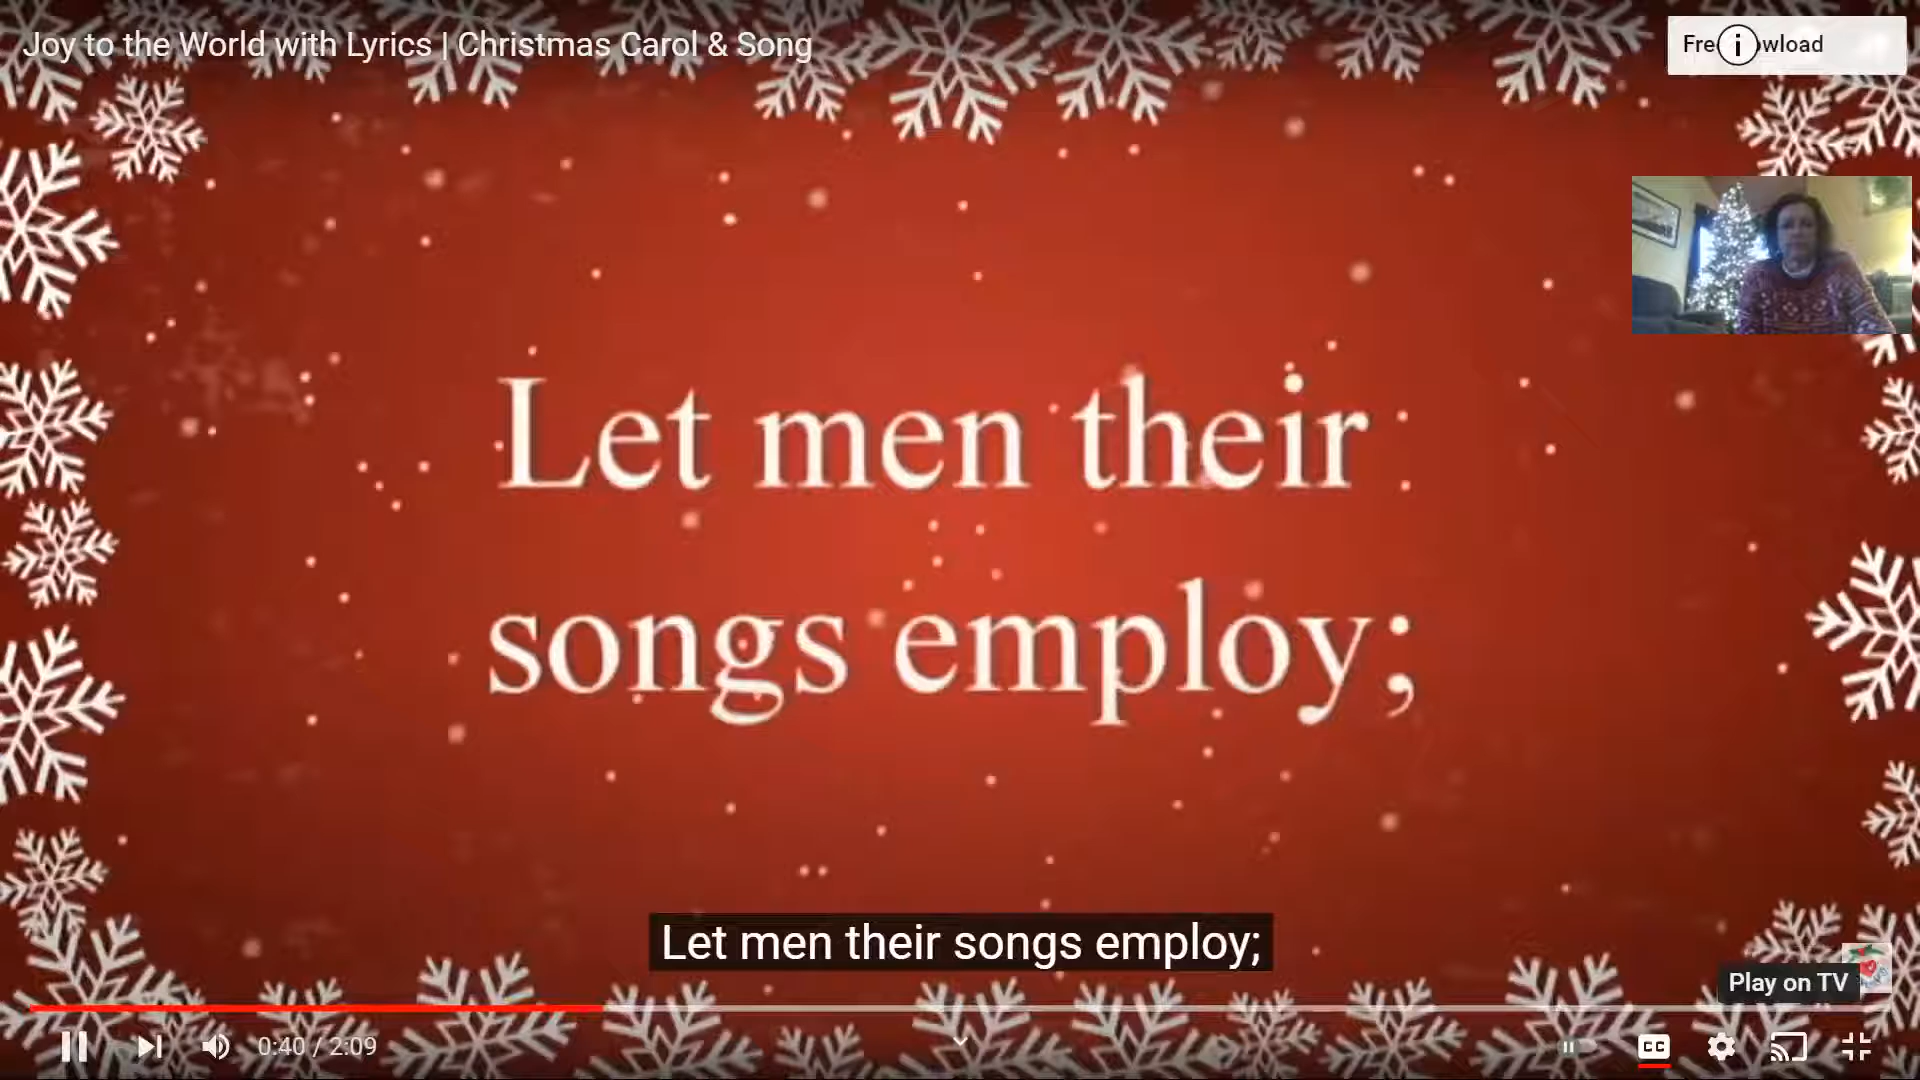 Joy to the World with Lyrics | Christmas Carol & Song
Let men their
songs employ;
Let men their songs employ;
Play on TV
0:40 / 2:09
CC